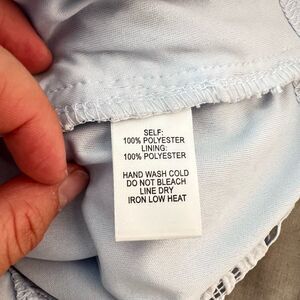 SELF:
100% POLYESTER
LINING:
100% POLYESTER
HAND WASH COLD
DO NOT BLEACH
LINE DRY
IRON LOW HEAT